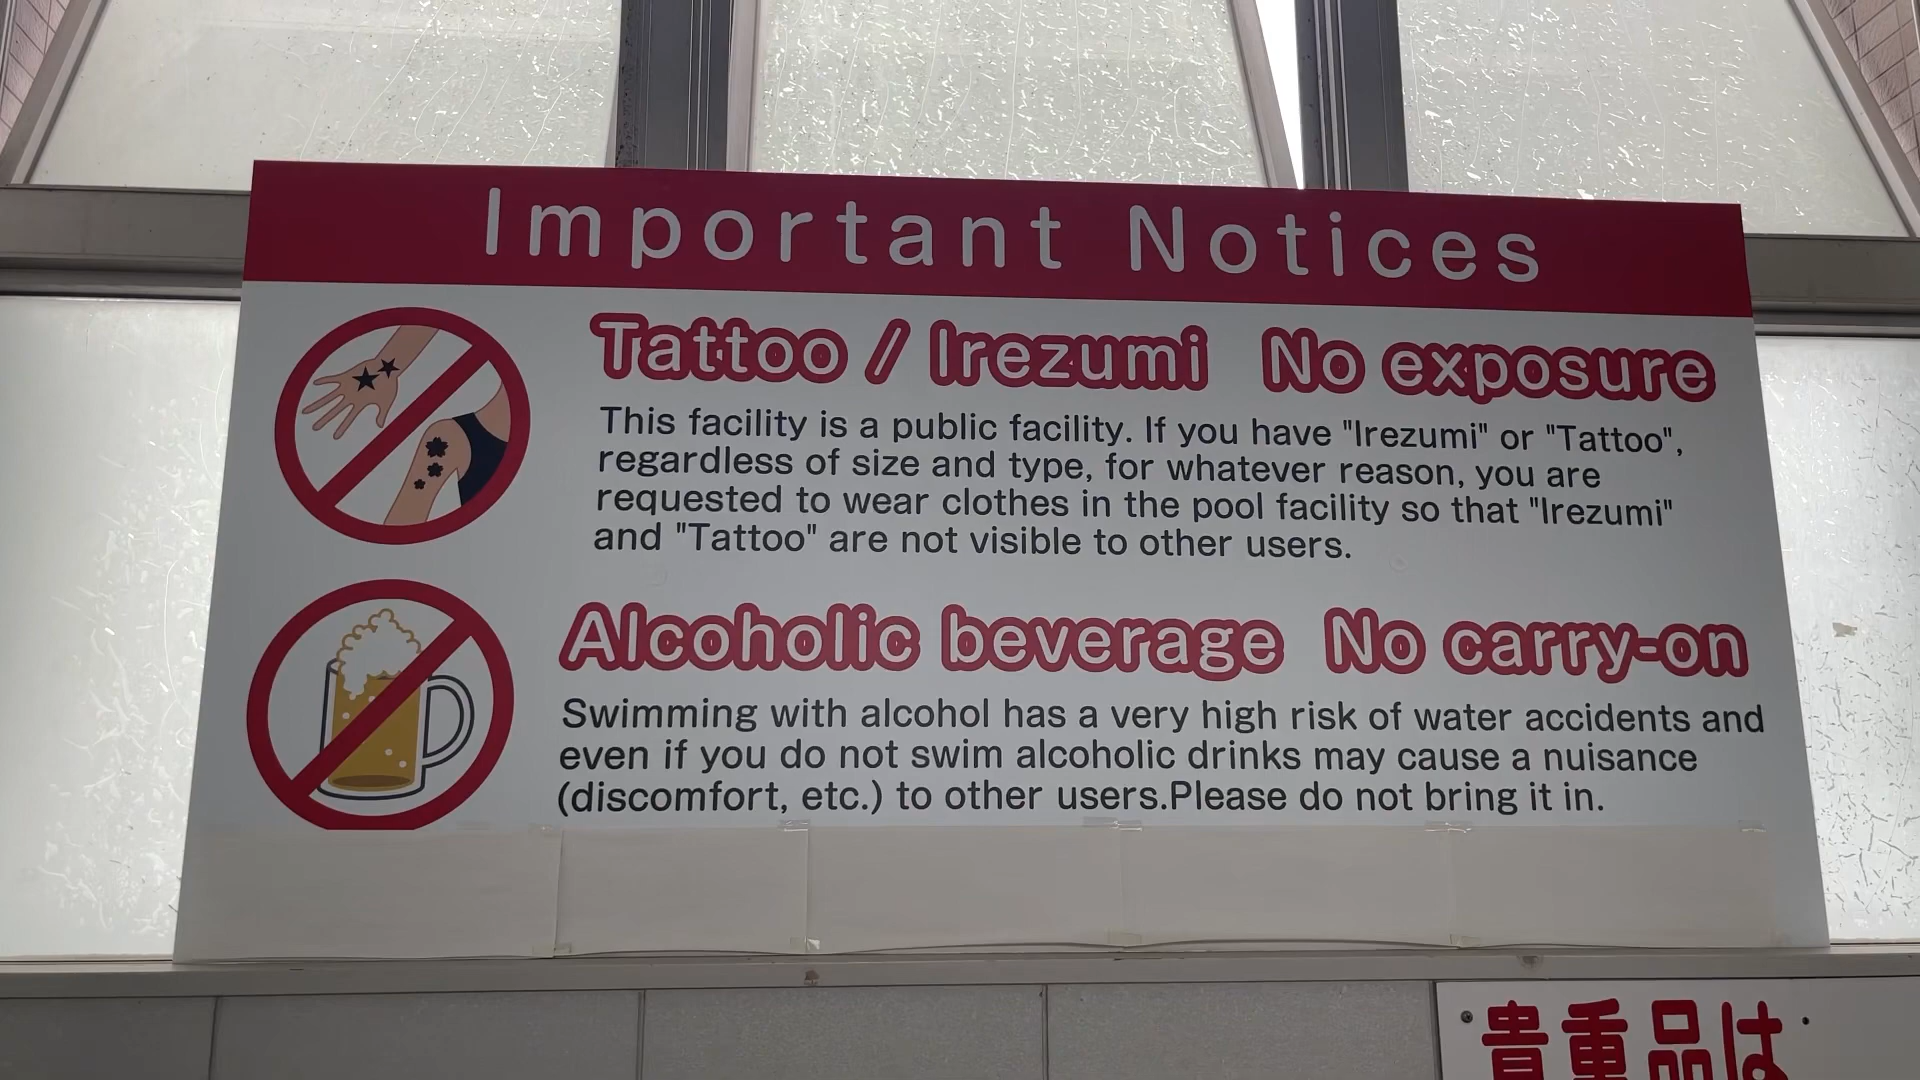 Important Notices
Tattoo / Irezumi No exposure
This facility is a public facility. If you have "Irezumi" or "Tattoo",
regardless of size and type, for whatever reason, you are
requested to wear clothes in the pool facility so that "Irezumi"
and "Tattoo" are not visible to other users.
Alcoholic beverage No carry-on
Swimming with alcohol has a very high risk of water accidents and
even if you do not swim alcoholic drinks may cause a nuisance
(discomfort, etc.) to other users.Please do not bring it in.
貴重品は